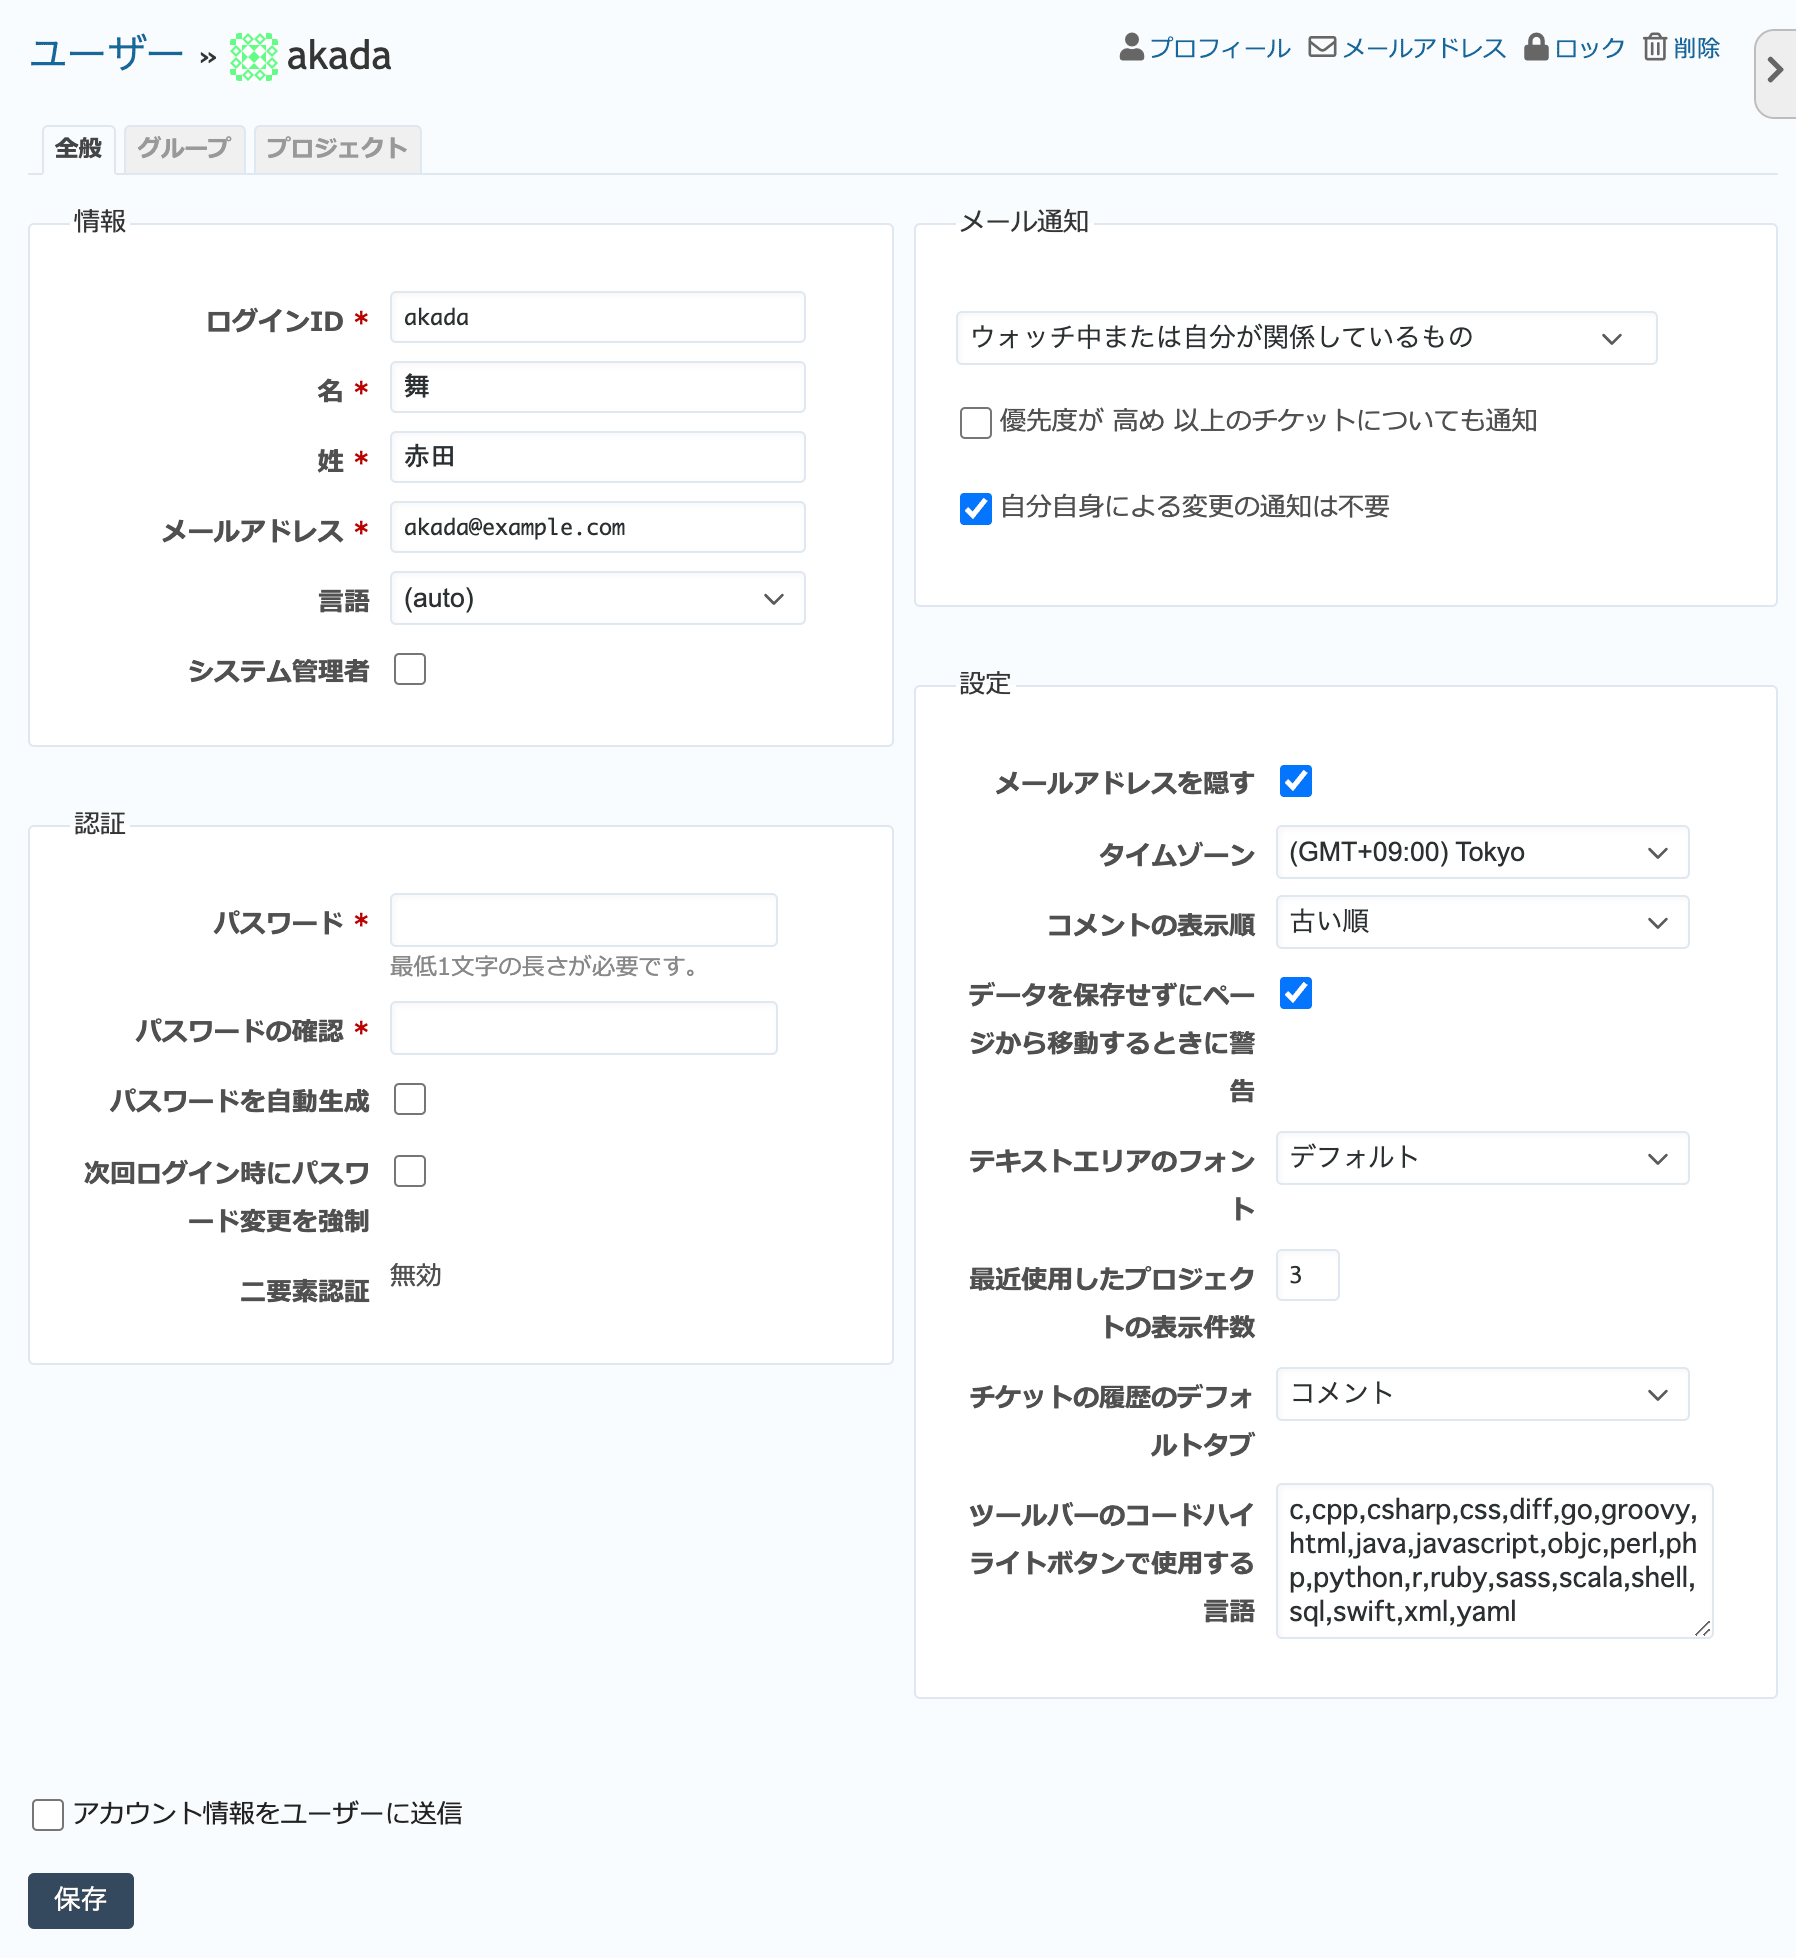 ユーザー » akada
プロフィール メールアドレス ロック 削除
全般 グループ プロジェクト
情報
ログインID * akada
名 * 舞
姓 * 赤田
メールアドレス * akada@example.com
言語 (auto)
システム管理者
認証
パスワード *
最低1文字の長さが必要です。
パスワードの確認 *
パスワードを自動生成
次回ログイン時にパスワ
ード変更を強制
二要素認証 無効
メール通知
ウォッチ中または自分が関係しているもの
優先度が 高め 以上のチケットについても通知
自分自身による変更の通知は不要
設定
メールアドレスを隠す
タイムゾーン (GMT+09:00) Tokyo
コメントの表示順 古い順
データを保存せずにペー
ジから移動するときに警
告
テキストエリアのフォン デフォルト
ト
最近使用したプロジェク 3
トの表示件数
チケットの履歴のデフォ コメント
ルトタブ
ツールバーのコードハイ
ライトボタンで使用する
言語
c,cpp,csharp,css,diff,go,groovy,
html,java,javascript,objc,perl,ph
p,python,r,ruby,sass,scala,shell,
sql,swift,xml,yaml
アカウント情報をユーザーに送信
保存